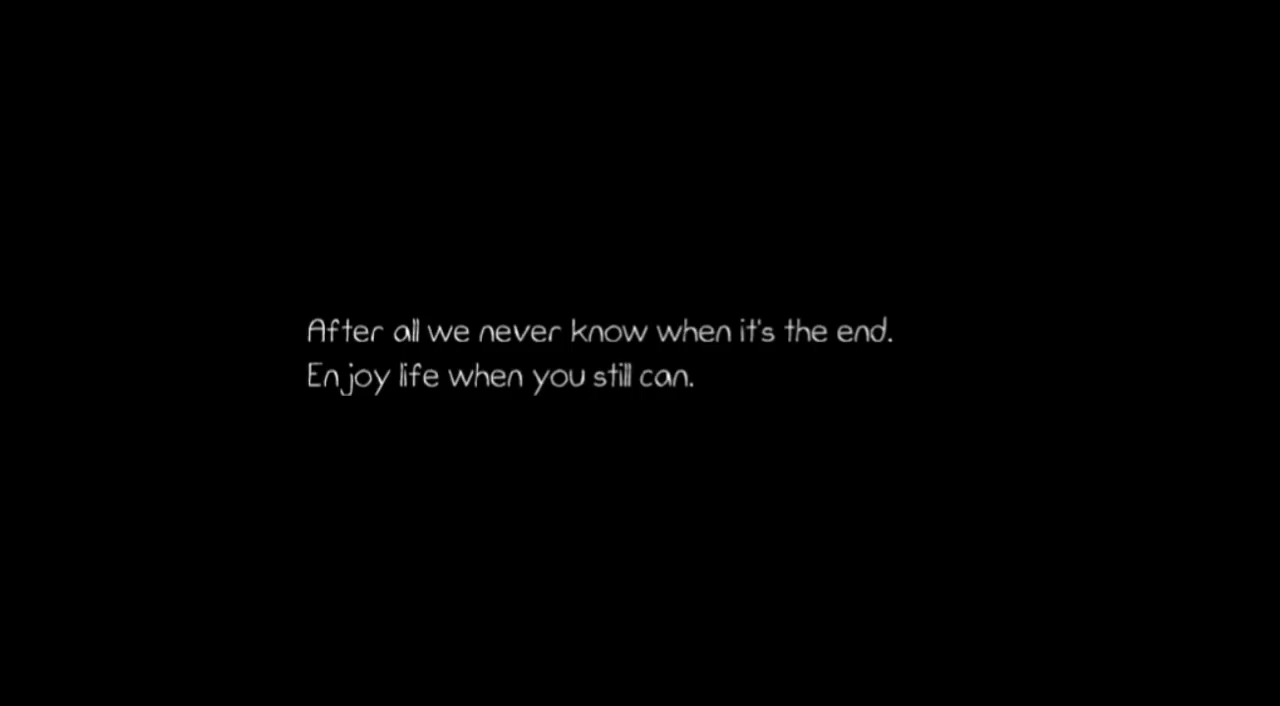 After all we never know when it's the end.
Enjoy life when you still can.